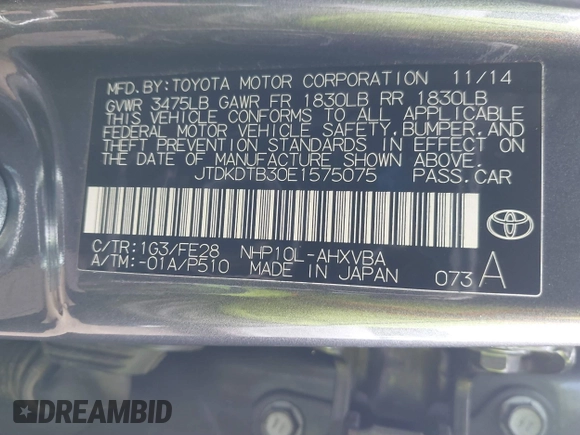 MFD.BY:TOYOTA MOTOR CORPORATION 11/14
GVWR 3475LB GAWR FR 1830LB RR 1830LB
THIS VEHICLE CONFORMS TO ALL APPLICABLE
FEDERAL MOTOR VEHICLE SAFETY,BUMPER,AND
THEFT PREVENTION STANDARDS IN EFFECT ON
THE DATE OF MANUFACTURE SHOWN ABOVE.
JTDKDTB30E1575075 PASS.CAR
C/TR:1G3/FE28 NHP10L-AHXVBA
A/TM:-01A/P510 MADE IN JAPAN 073 A
DREAMBID